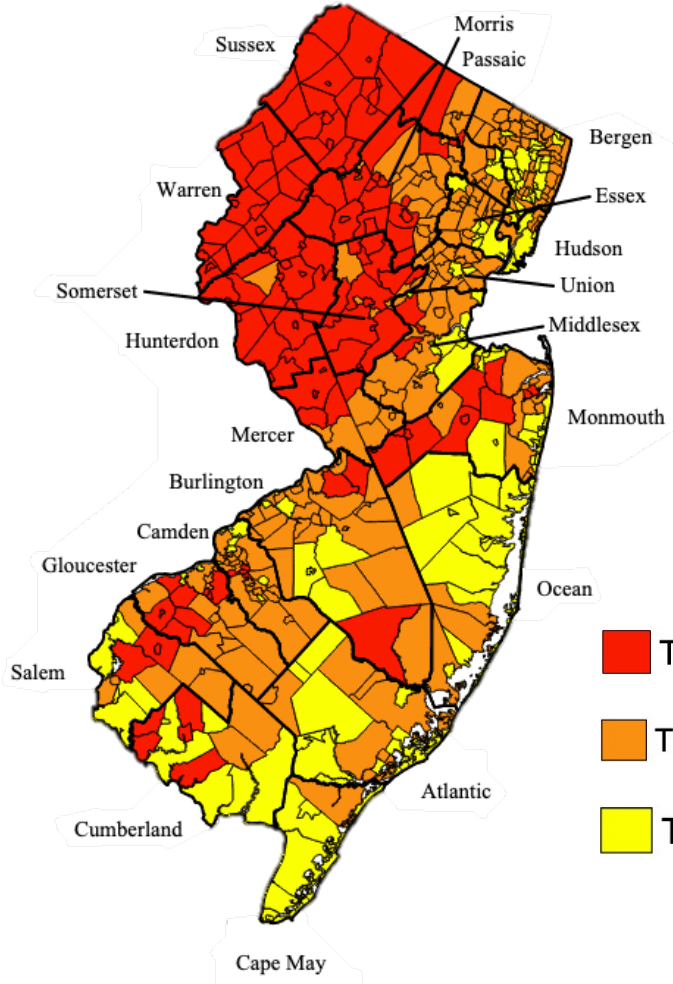 Morris
Sussex
Passaic
Bergen
Warren
Essex
Hudson
Somerset
Union
Hunterdon
Middlesex
Monmouth
Mercer
Burlington
Camden
Gloucester
Ocean
T
Salem
T
Atlantic
T
Cumberland
Cape May